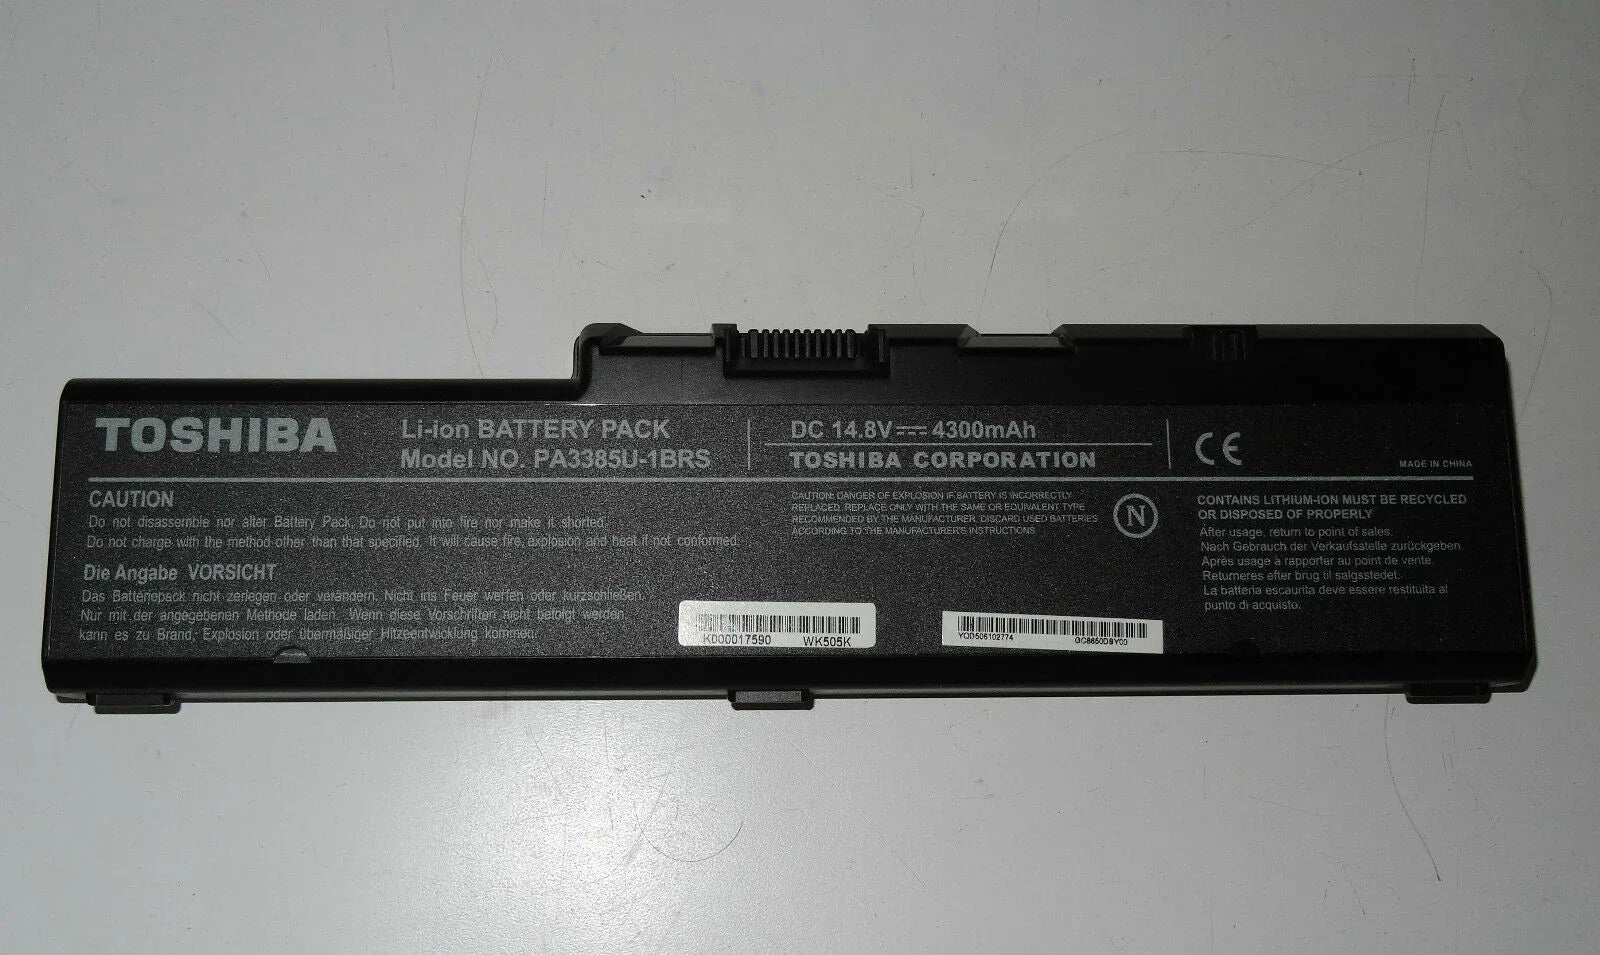 TOSHIBA
Li-ion BATTERY PACK
Model NO. PA3385U-1BRS
DC 14.8V 4300mAh
TOSHIBA CORPORATION
CE
MADE IN CHINA
CAUTION
Do not disassemble nor alter Battery Pack. Do not put into fire nor make it shorted.
Do not charge with the method other than that specified. It will cause fire, explosion and heat if not conformed.
Die Angabe VORSICHT
Das Batteriepack nicht zerlegen oder verändern. Nicht ins Feuer werfen oder kurzschließen.
Nur mit der angegebenen Methode laden. Wenn diese Vorschriften nicht befolgt werden,
kann es zu Brand, Explosion oder übermäßiger Hitzeentwicklung kommen.
CAUTION: DANGER OF EXPLOSION IF BATTERY IS INCORRECTLY
REPLACED. REPLACE ONLY WITH THE SAME OR EQUIVALENT TYPE
RECOMMENDED BY THE MANUFACTURER. DISCARD USED BATTERIES
ACCORDING TO THE MANUFACTURER'S INSTRUCTIONS
N
CONTAINS LITHIUM-ION MUST BE RECYCLED
OR DISPOSED OF PROPERLY
After usage, return to point of sales.
Nach Gebrauch der Verkaufsstelle zurückgeben.
Après usage à rapporter au point de vente.
Returneres efter brug til salgsstedet.
La batteria escaurita deve essere restituita al
punto di acquisto.
K000017590 WK505K
YOD506102774